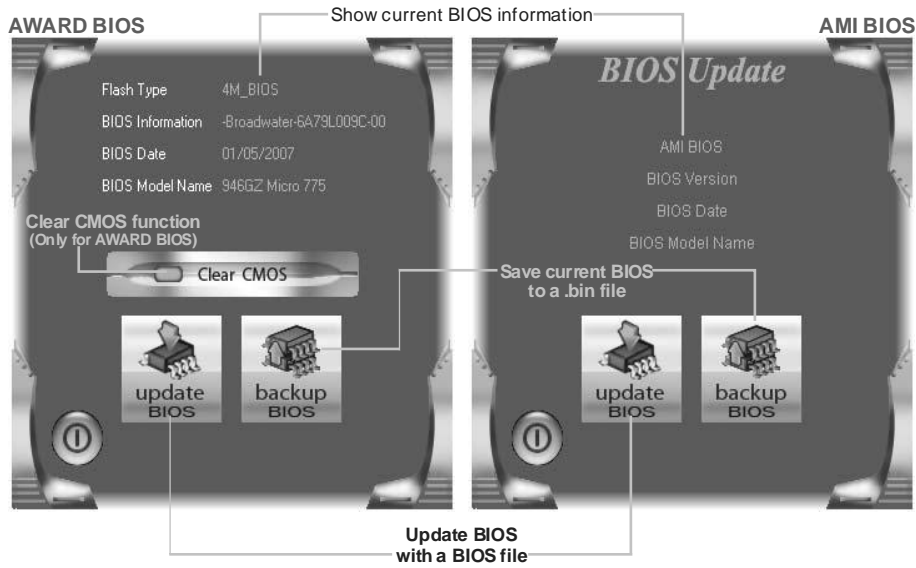 Show current BIOS information
AWARD BIOS
AMI BIOS
Flash Type 4M_BIOS
BIOS Information -Broadwater-6A79L009C-00
BIOS Date 01/05/2007
BIOS Model Name 946GZ Micro 775
Clear CMOS function
(Only for AWARD BIOS)
Clear CMOS
update
BIOS
backup
BIOS
BIOS Update
AMI BIOS
BIOS Version
BIOS Date
BIOS Model Name
Save current BIOS
to a .bin file
update
BIOS
backup
BIOS
Update BIOS
with a BIOS file